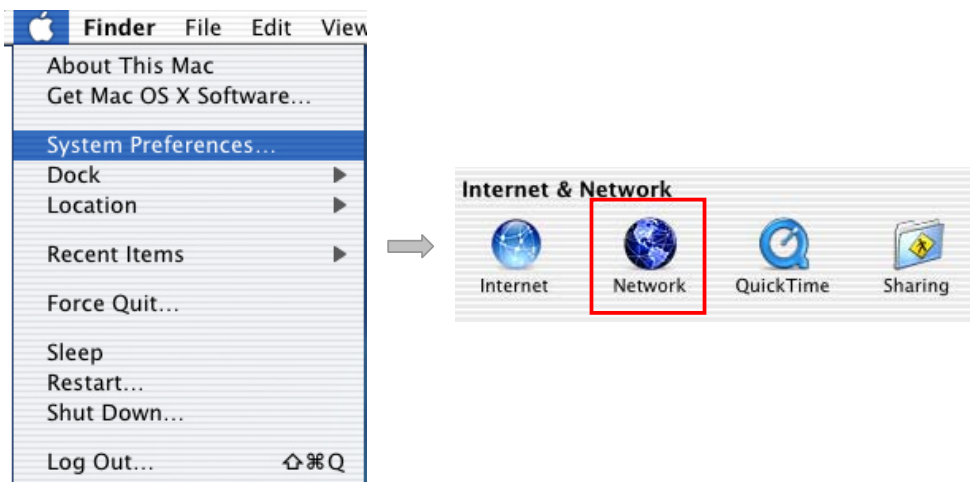 Finder File Edit View
About This Mac
Get Mac OS X Software...
System Preferences...
Dock
Location
Recent Items
Force Quit...
Sleep
Restart...
Shut Down...
Log Out... ⇧⌘Q
Internet & Network
Internet Network QuickTime Sharing